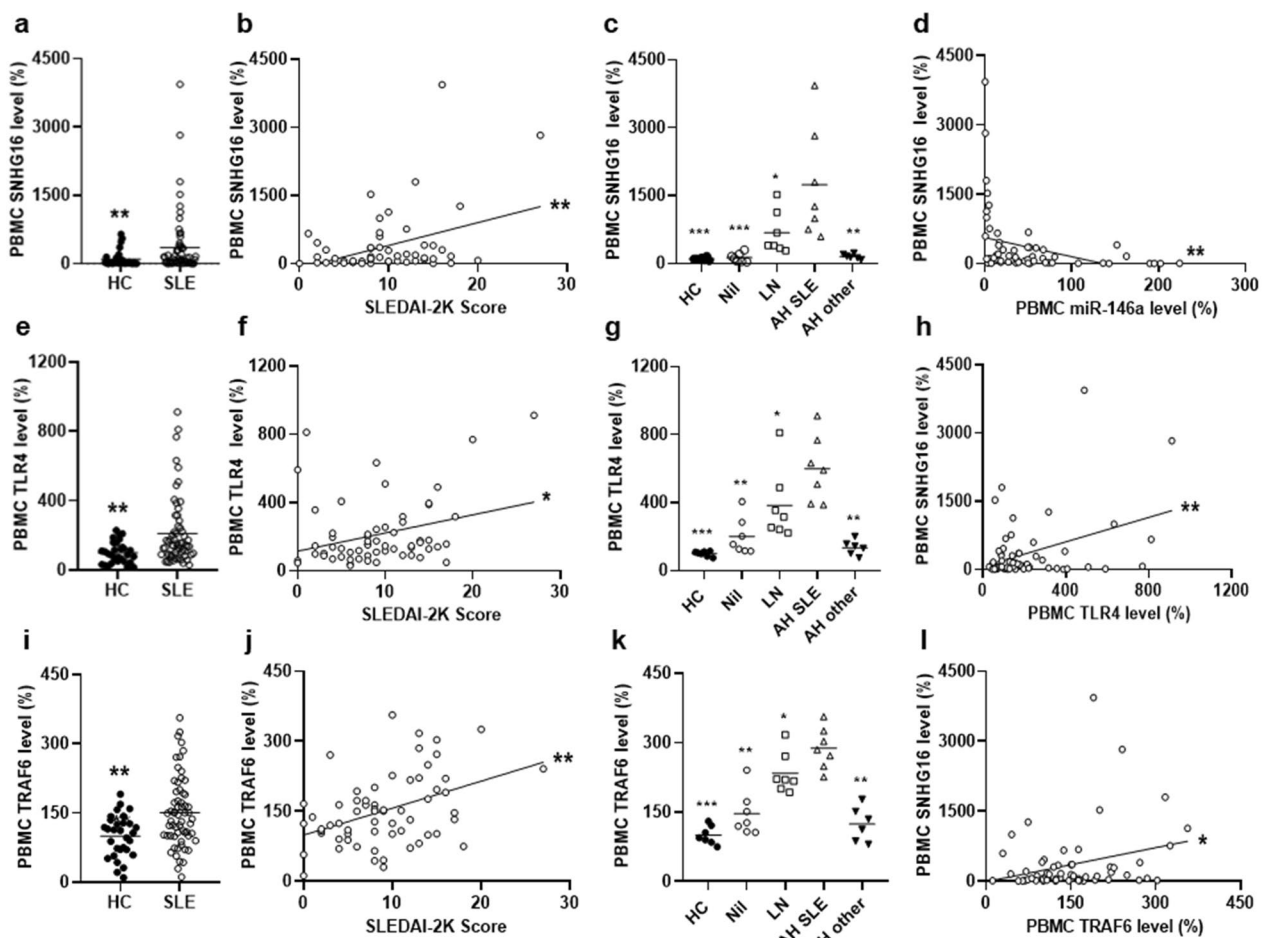 a
PBMC SNHG16 level (%)
4500
3000
1500
0
**
HC
SLE
b
PBMC SNHG16 level (%)
4500
3000
1500
0
**
0
10
20
30
SLEDAI-2K Score
c
PBMC SNHG16 level (%)
4500
3000
1500
0
***
***
*
**
HC
Nil
LN
AH SLE
AH other
d
PBMC SNHG16 level (%)
4500
3000
1500
0
**
0
100
200
300
PBMC miR-146a level (%)
e
PBMC TLR4 level (%)
1200
800
400
0
**
HC
SLE
f
PBMC TLR4 level (%)
1200
800
400
0
*
0
10
20
30
SLEDAI-2K Score
g
PBMC TLR4 level (%)
1200
800
400
0
***
**
*
**
HC
Nil
LN
AH SLE
AH other
h
PBMC SNHG16 level (%)
4500
3000
1500
0
**
0
400
800
1200
PBMC TLR4 level (%)
i
PBMC TRAF6 level (%)
450
300
150
0
**
HC
SLE
j
PBMC TRAF6 level (%)
450
300
150
0
**
0
10
20
30
SLEDAI-2K Score
k
PBMC TRAF6 level (%)
450
300
150
0
***
**
*
**
HC
Nil
LN
AH SLE
AH other
l
PBMC SNHG16 level (%)
4500
3000
1500
0
*
0
150
300
450
PBMC TRAF6 level (%)